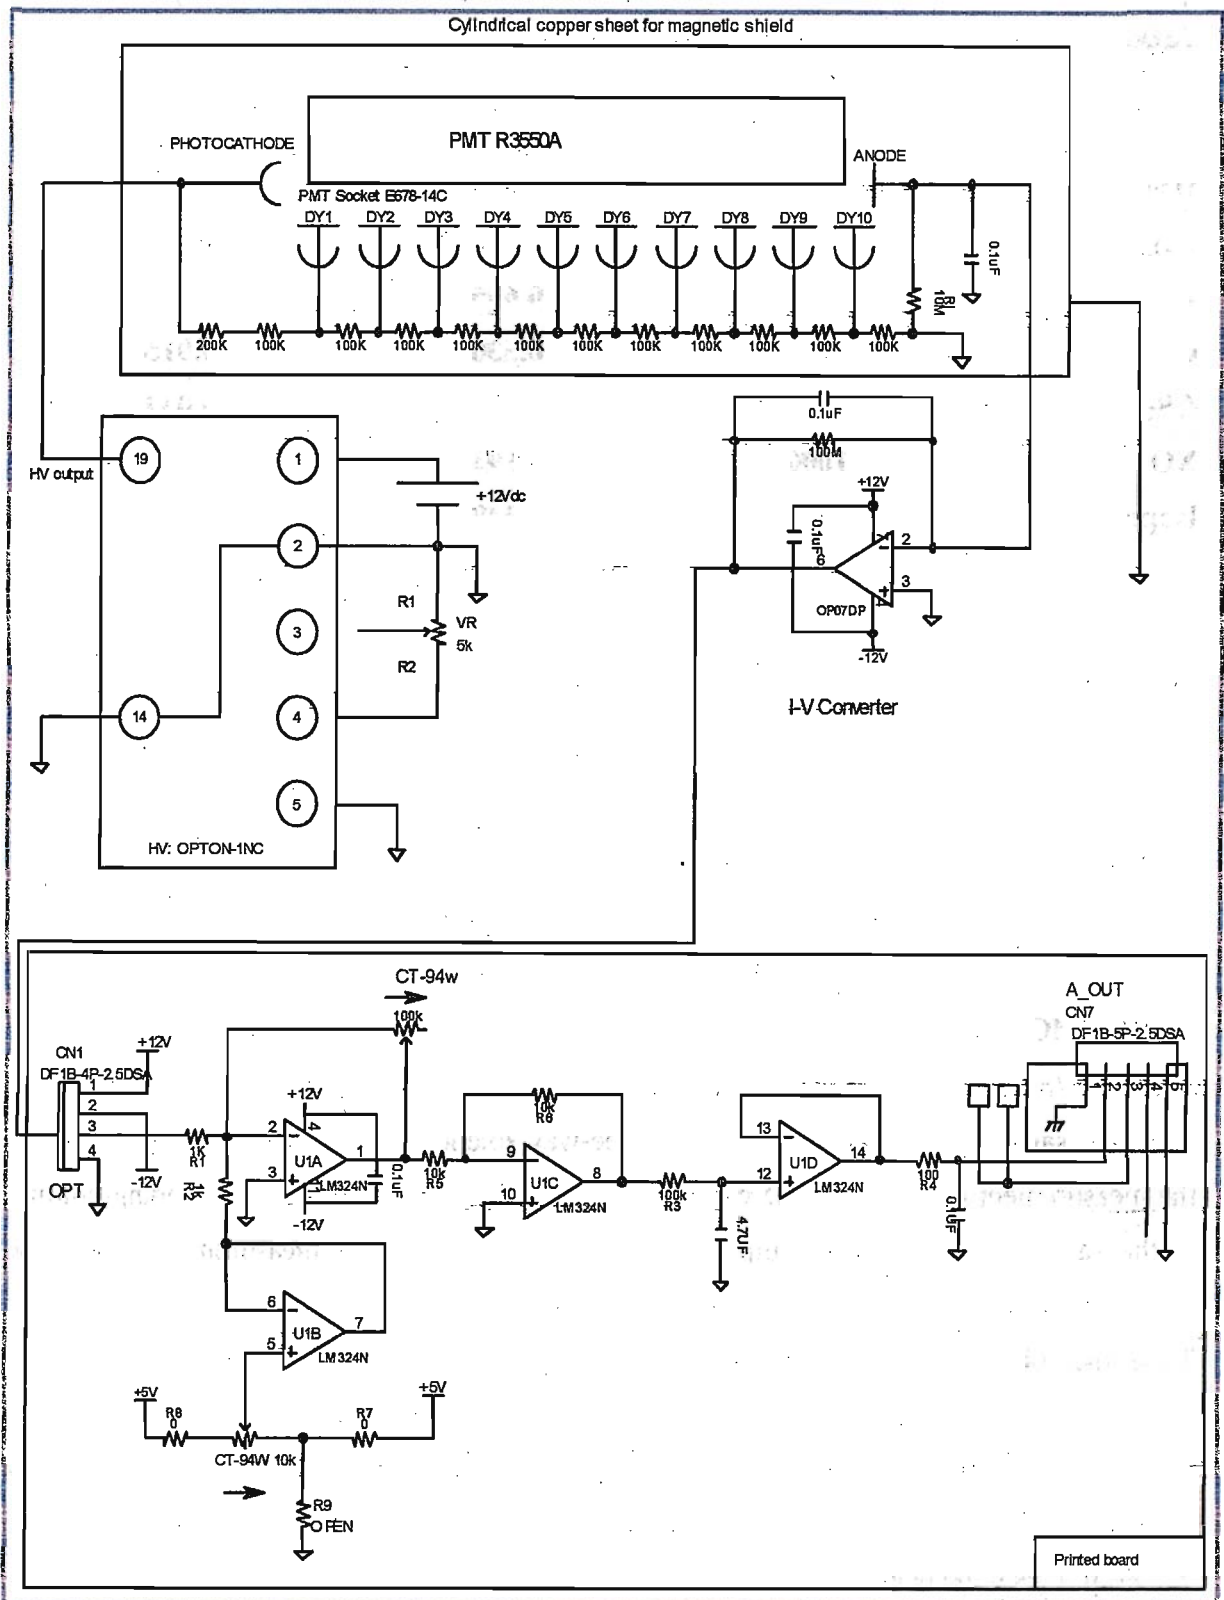 Cylindrical copper sheet for magnetic shield
PHOTOCATHODE
PMT R3550A
ANODE
PMT Socket E678-14C
DY1 DY2 DY3 DY4 DY5 DY6 DY7 DY8 DY9 DY10
0.1uF
RL
10M
200K 100K 100K 100K 100K 100K 100K 100K 100K 100K 100K 100K
HV output
19
1
+12Vdc
2
R1
3
VR
5k
R2
14
4
5
HV: OPTON-1NC
0.1uF
100M
+12V
0.1uF
2
6
3
OP07DP
-12V
I-V Converter
CT-94w
100k
A_OUT
CN7
DF1B-5P-2.5DSA
CN1
+12V
DF1B-4P-2.5DSA
1
2
3
4
-12V
OPT
1K
R1
1k
R2
+12V
4
2
3
1
U1A
LM324N
11
-12V
0.1uF
10k
R5
10k
R6
9
10
8
U1C
LM324N
100k
R3
4.7UF
13
12
14
U1D
LM324N
100
R4
0.1UF
1 2 3 4 5
6
5
7
U1B
LM324N
+5V
R8
0
CT-94W 10k
R7
0
+5V
R9
OPEN
Printed board